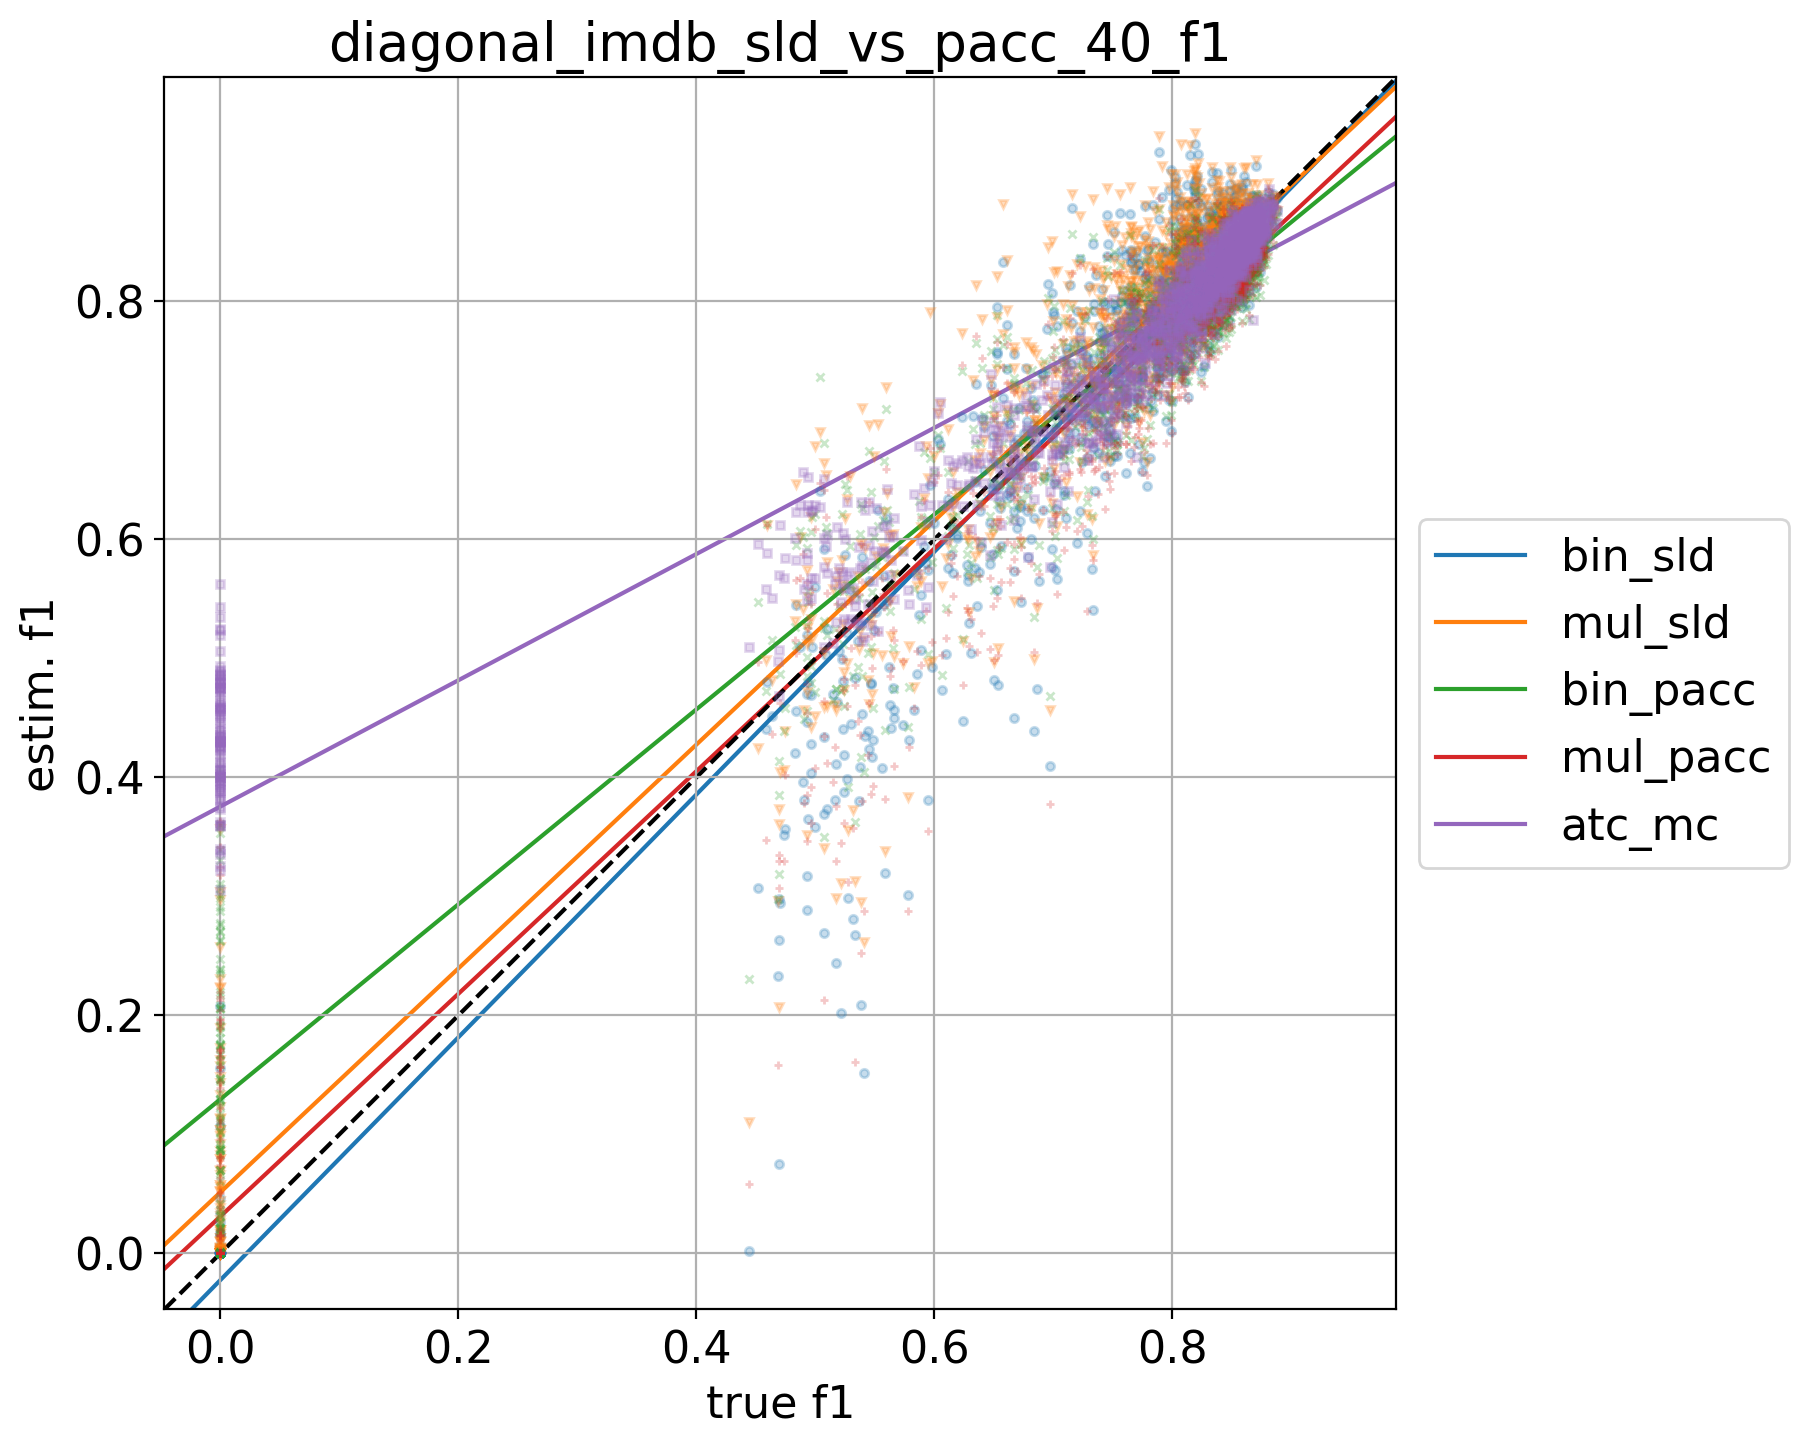 diagonal_imdb_sld_vs_pacc_40_f1
estim. f1
0.8
0.6
0.4
0.2
0.0
0.0 0.2 0.4 0.6 0.8
true f1
bin_sld
mul_sld
bin_pacc
mul_pacc
atc_mc